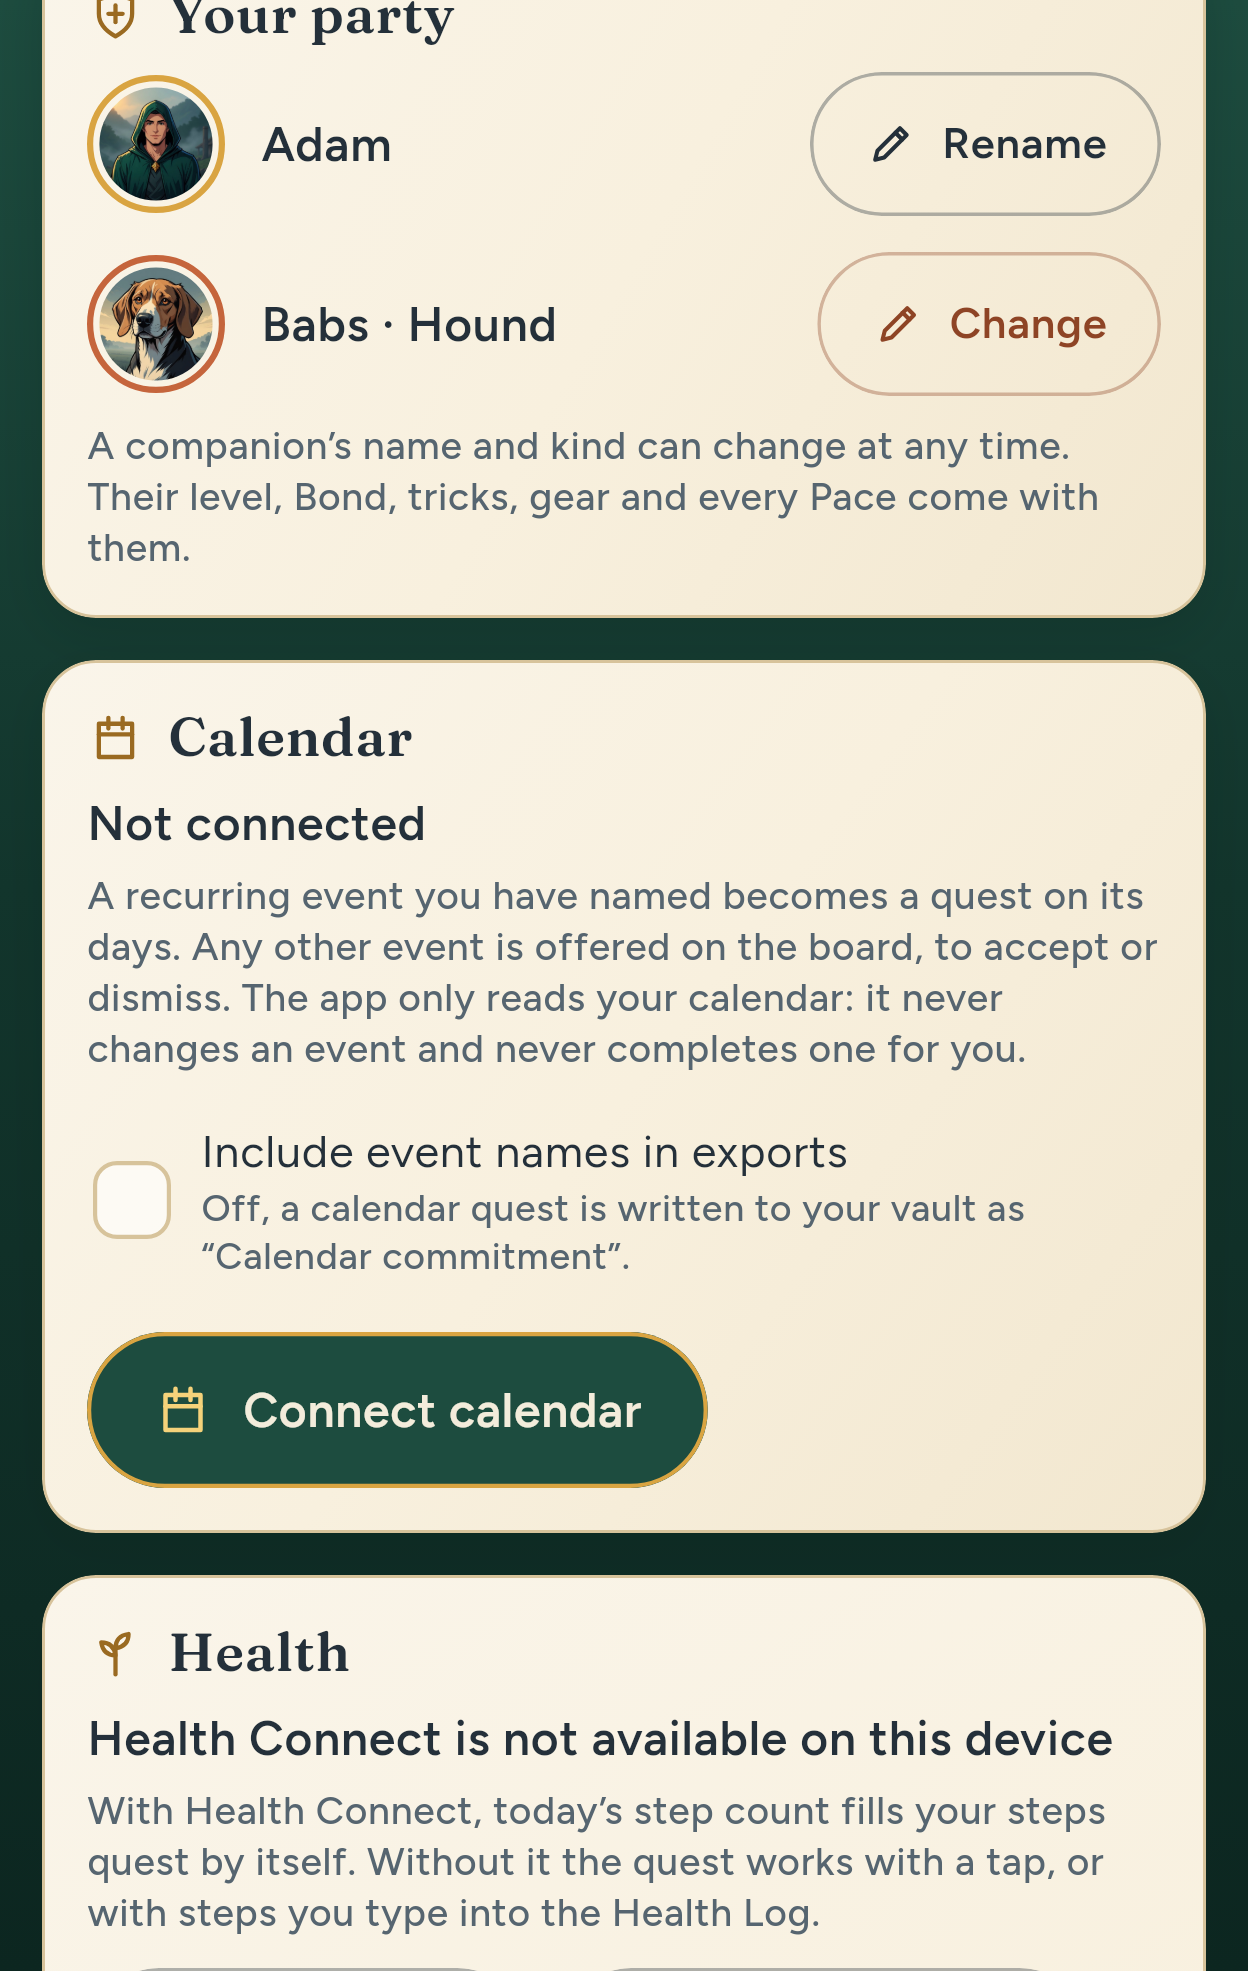 Your party
Adam
Rename
Babs · Hound
Change
A companion’s name and kind can change at any time.
Their level, Bond, tricks, gear and every Pace come with
them.
Calendar
Not connected
A recurring event you have named becomes a quest on its
days. Any other event is offered on the board, to accept or
dismiss. The app only reads your calendar: it never
changes an event and never completes one for you.
Include event names in exports
Off, a calendar quest is written to your vault as
“Calendar commitment”.
Connect calendar
Health
Health Connect is not available on this device
With Health Connect, today’s step count fills your steps
quest by itself. Without it the quest works with a tap, or
with steps you type into the Health Log.